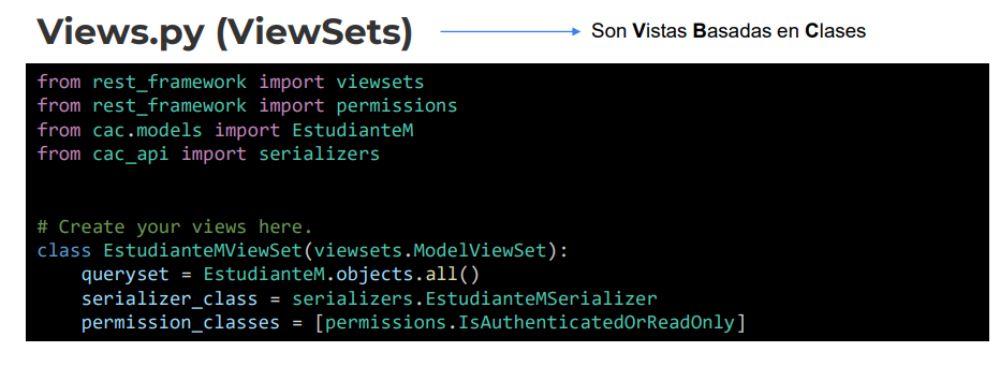 Views.py (ViewSets) Son Vistas Basadas en Clases
from rest_framework import viewsets
from rest_framework import permissions
from cac.models import EstudianteM
from cac_api import serializers
# Create your views here.
class EstudianteMViewSet(viewsets.ModelViewSet):
    queryset = EstudianteM.objects.all()
    serializer_class = serializers.EstudianteMSerializer
    permission_classes = [permissions.IsAuthenticatedOrReadOnly]